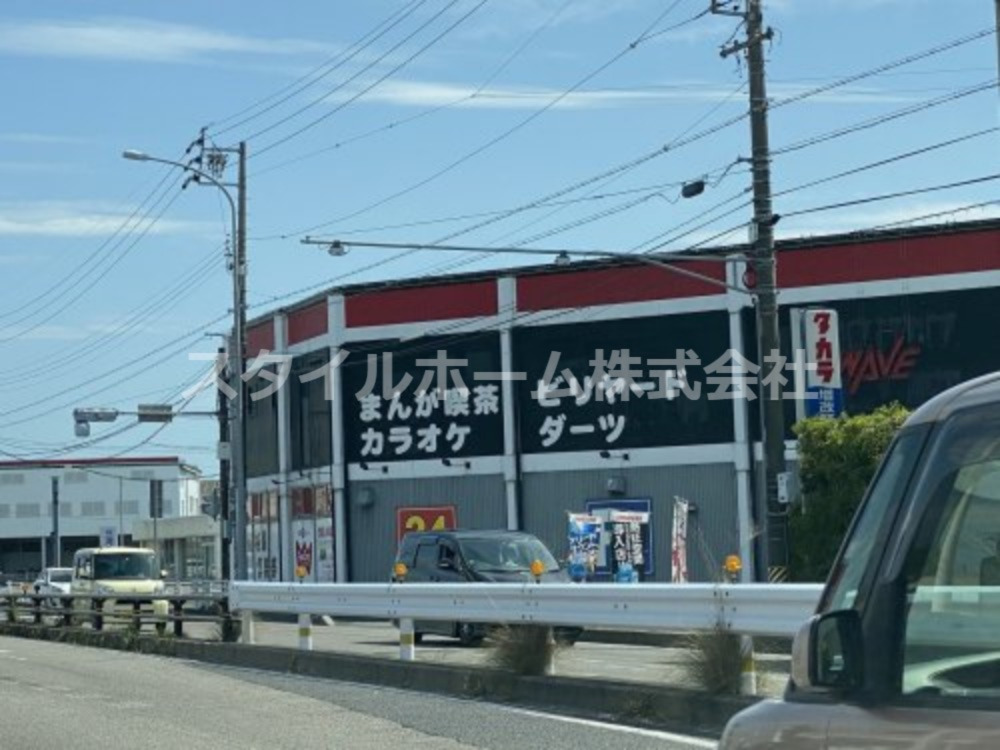 スタイルホーム株式会社
まんが喫茶
カラオケ
ビリヤード
ダーツ
タカラ
WAVE
24